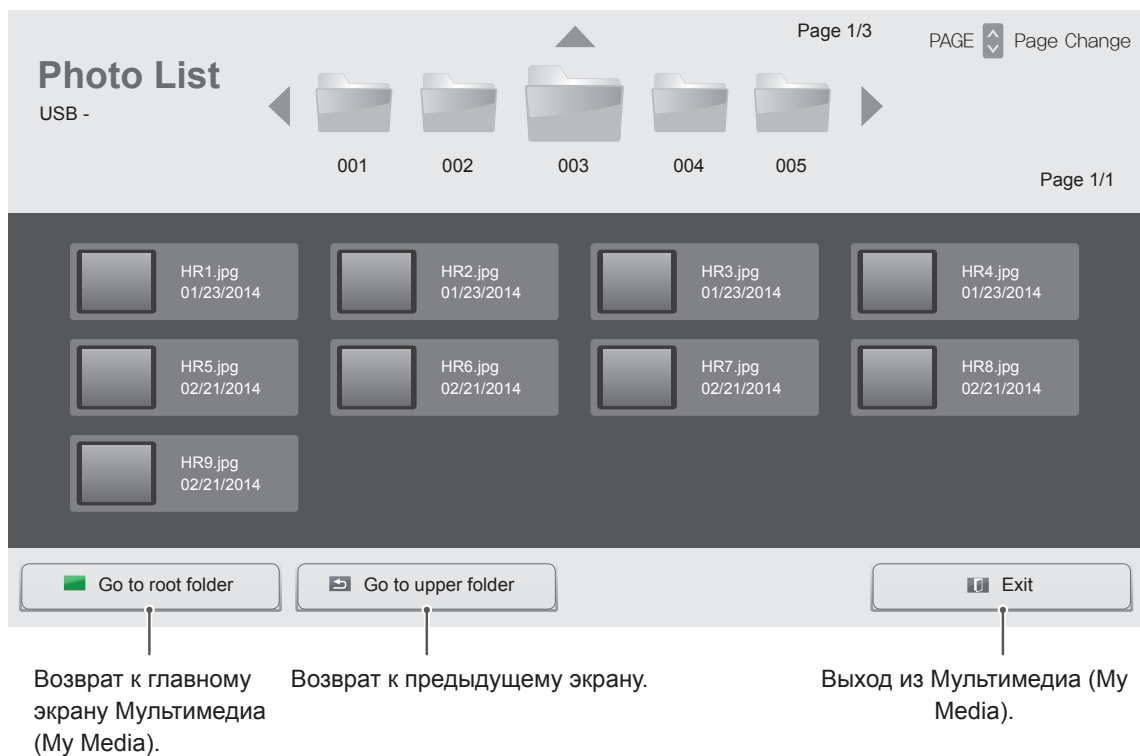 Page 1/3
PAGE Page Change
Photo List
USB -
001 002 003 004 005
Page 1/1
HR1.jpg
01/23/2014
HR2.jpg
01/23/2014
HR3.jpg
01/23/2014
HR4.jpg
01/23/2014
HR5.jpg
02/21/2014
HR6.jpg
02/21/2014
HR7.jpg
02/21/2014
HR8.jpg
02/21/2014
HR9.jpg
02/21/2014
Go to root folder
Go to upper folder
Exit
Возврат к главному
экрану Мультимедиа
(My Media).
Возврат к предыдущему экрану.
Выход из Мультимедиа (My
Media).